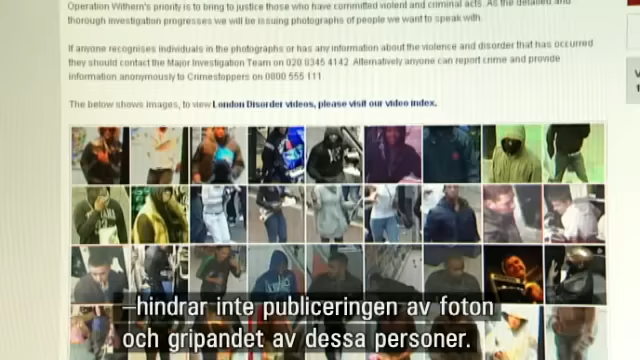 Operation Withern's priority is to bring to justice those who have committed violent and criminal acts. As the detailed and
thorough investigation progresses we will be issuing photographs of people we want to speak with.
If anyone recognises individuals in the photographs or has any information about the violence and disorder that has occurred
they should contact the Major Investigation Team on 020 8345 4142. Alternatively anyone can report crime and provide
information anonymously to Crimestoppers on 0800 555 111
The below shows images, to view London Disorder videos, please visit our video index.
–hindrar inte publiceringen av foton
och gripandet av dessa personer.